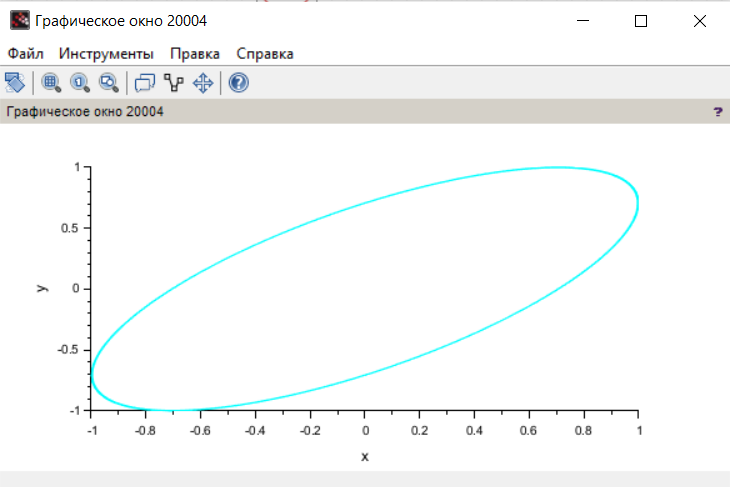 Графическое окно 20004
Файл Инструменты Правка Справка
Графическое окно 20004 ?
1
0.5
y
0
-0.5
-1
-1 -0.8 -0.6 -0.4 -0.2 0 0.2 0.4 0.6 0.8 1
x